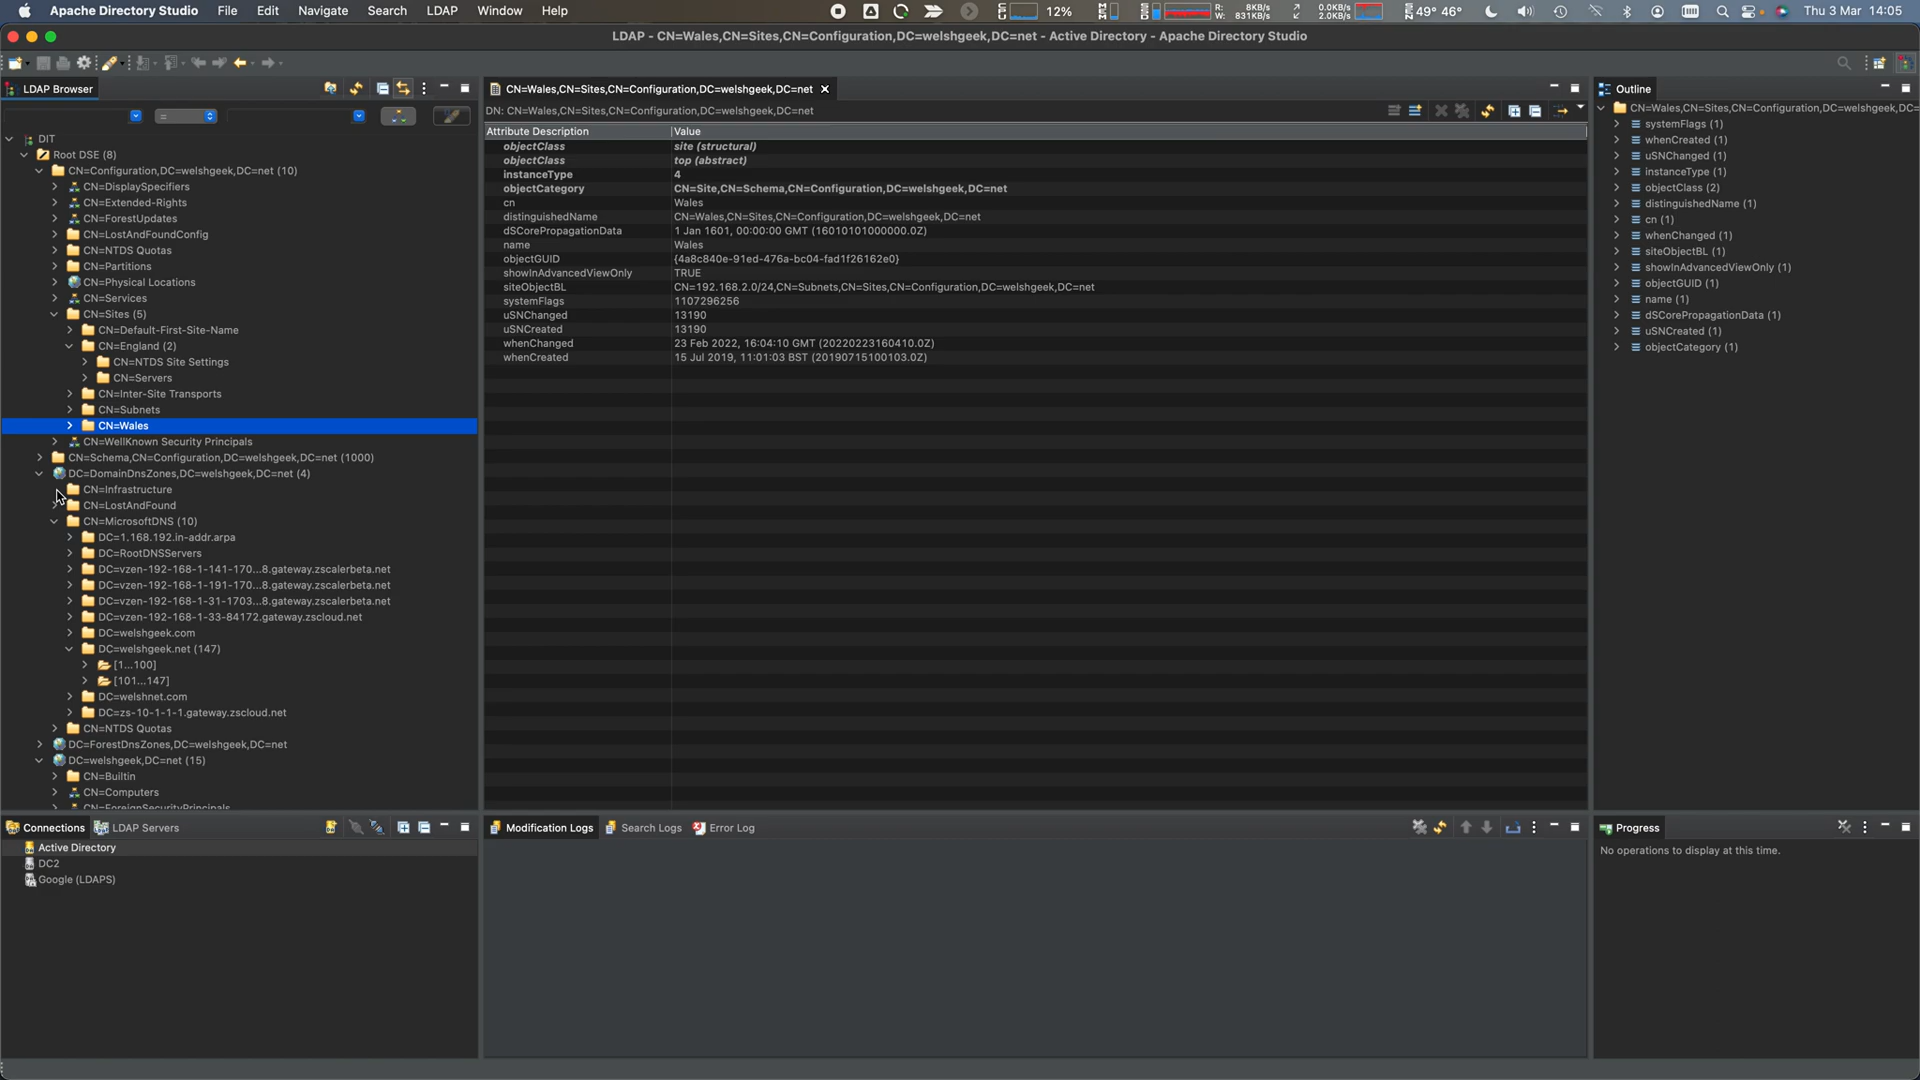 Apache Directory Studio File Edit Navigate Search LDAP Window Help 12% R: 8KB/s W: 831KB/s 0.0KB/s 2.0KB/s 49° 46° Thu 3 Mar 14:05
LDAP - CN=Wales,CN=Sites,CN=Configuration,DC=welshgeek,DC=net - Active Directory - Apache Directory Studio
LDAP Browser
=
DIT
Root DSE (8)
CN=Configuration,DC=welshgeek,DC=net (10)
CN=DisplaySpecifiers
CN=Extended-Rights
CN=ForestUpdates
CN=LostAndFoundConfig
CN=NTDS Quotas
CN=Partitions
CN=Physical Locations
CN=Services
CN=Sites (5)
CN=Default-First-Site-Name
CN=England (2)
CN=NTDS Site Settings
CN=Servers
CN=Inter-Site Transports
CN=Subnets
CN=Wales
CN=WellKnown Security Principals
CN=Schema,CN=Configuration,DC=welshgeek,DC=net (1000)
DC=DomainDnsZones,DC=welshgeek,DC=net (4)
CN=Infrastructure
CN=LostAndFound
CN=MicrosoftDNS (10)
DC=1.168.192.in-addr.arpa
DC=RootDNSServers
DC=vzen-192-168-1-141-170...8.gateway.zscalerbeta.net
DC=vzen-192-168-1-191-170...8.gateway.zscalerbeta.net
DC=vzen-192-168-1-31-1703...8.gateway.zscalerbeta.net
DC=vzen-192-168-1-33-84172.gateway.zscloud.net
DC=welshgeek.com
DC=welshgeek.net (147)
[1...100]
[101...147]
DC=welshnet.com
DC=zs-10-1-1-1.gateway.zscloud.net
CN=NTDS Quotas
DC=ForestDnsZones,DC=welshgeek,DC=net
DC=welshgeek,DC=net (15)
CN=Builtin
CN=Computers
CN=ForeignSecurityPrincipals
CN=Wales,CN=Sites,CN=Configuration,DC=welshgeek,DC=net
DN: CN=Wales,CN=Sites,CN=Configuration,DC=welshgeek,DC=net
Attribute Description Value
objectClass site (structural)
objectClass top (abstract)
instanceType 4
objectCategory CN=Site,CN=Schema,CN=Configuration,DC=welshgeek,DC=net
cn Wales
distinguishedName CN=Wales,CN=Sites,CN=Configuration,DC=welshgeek,DC=net
dSCorePropagationData 1 Jan 1601, 00:00:00 GMT (16010101000000.0Z)
name Wales
objectGUID {4a8c840e-91ed-476a-bc04-fad1f26162e0}
showInAdvancedViewOnly TRUE
siteObjectBL CN=192.168.2.0/24,CN=Subnets,CN=Sites,CN=Configuration,DC=welshgeek,DC=net
systemFlags 1107296256
uSNChanged 13190
uSNCreated 13190
whenChanged 23 Feb 2022, 16:04:10 GMT (20220223160410.0Z)
whenCreated 15 Jul 2019, 11:01:03 BST (20190715100103.0Z)
Outline
CN=Wales,CN=Sites,CN=Configuration,DC=welshgeek,DC=
systemFlags (1)
whenCreated (1)
uSNChanged (1)
instanceType (1)
objectClass (2)
distinguishedName (1)
cn (1)
whenChanged (1)
siteObjectBL (1)
showInAdvancedViewOnly (1)
objectGUID (1)
name (1)
dSCorePropagationData (1)
uSNCreated (1)
objectCategory (1)
Connections LDAP Servers
Active Directory
DC2
Google (LDAPS)
Modification Logs Search Logs Error Log
Progress
No operations to display at this time.